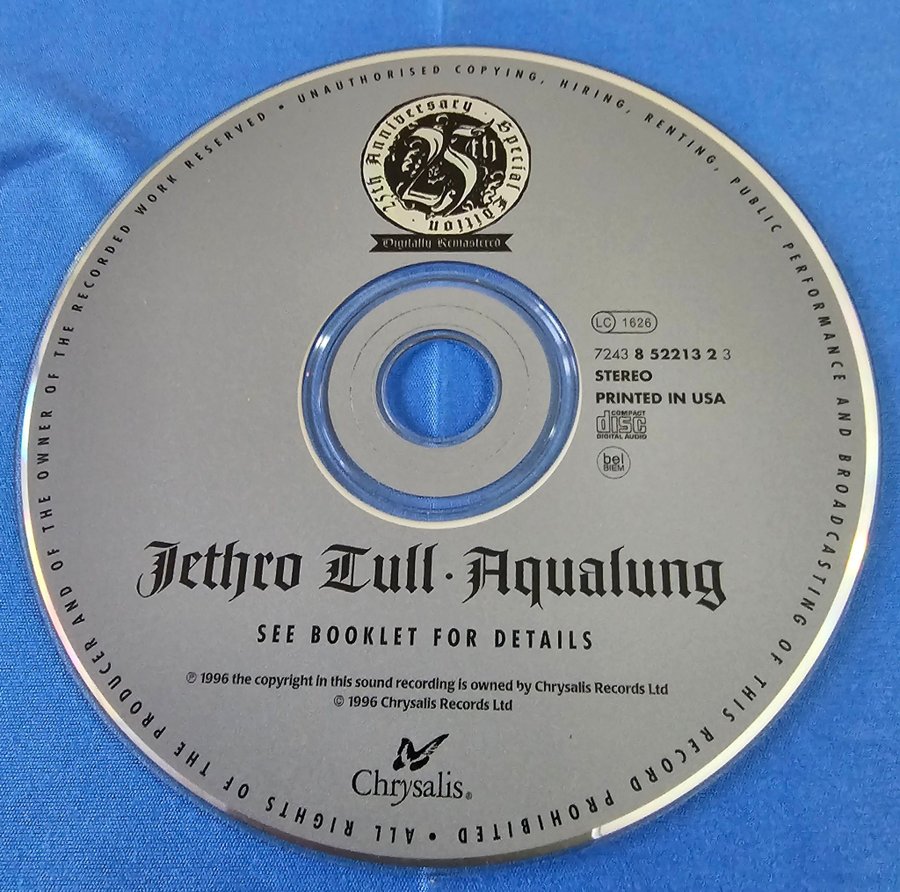 ALL RIGHTS OF THE PRODUCER AND OF THE OWNER OF THE RECORDED WORK RESERVED • UNAUTHORISED COPYING, HIRING, RENTING, PUBLIC PERFORMANCE AND BROADCASTING OF THIS RECORD PROHIBITED •
25th Anniversary · Special Edition ·
25th
Digitally Remastered
LC 1626
7243 8 52213 2 3
STEREO
PRINTED IN USA
COMPACT
disc
DIGITAL AUDIO
bel
BIEM
Jethro Tull · Aqualung
SEE BOOKLET FOR DETAILS
℗ 1996 the copyright in this sound recording is owned by Chrysalis Records Ltd
© 1996 Chrysalis Records Ltd
Chrysalis®